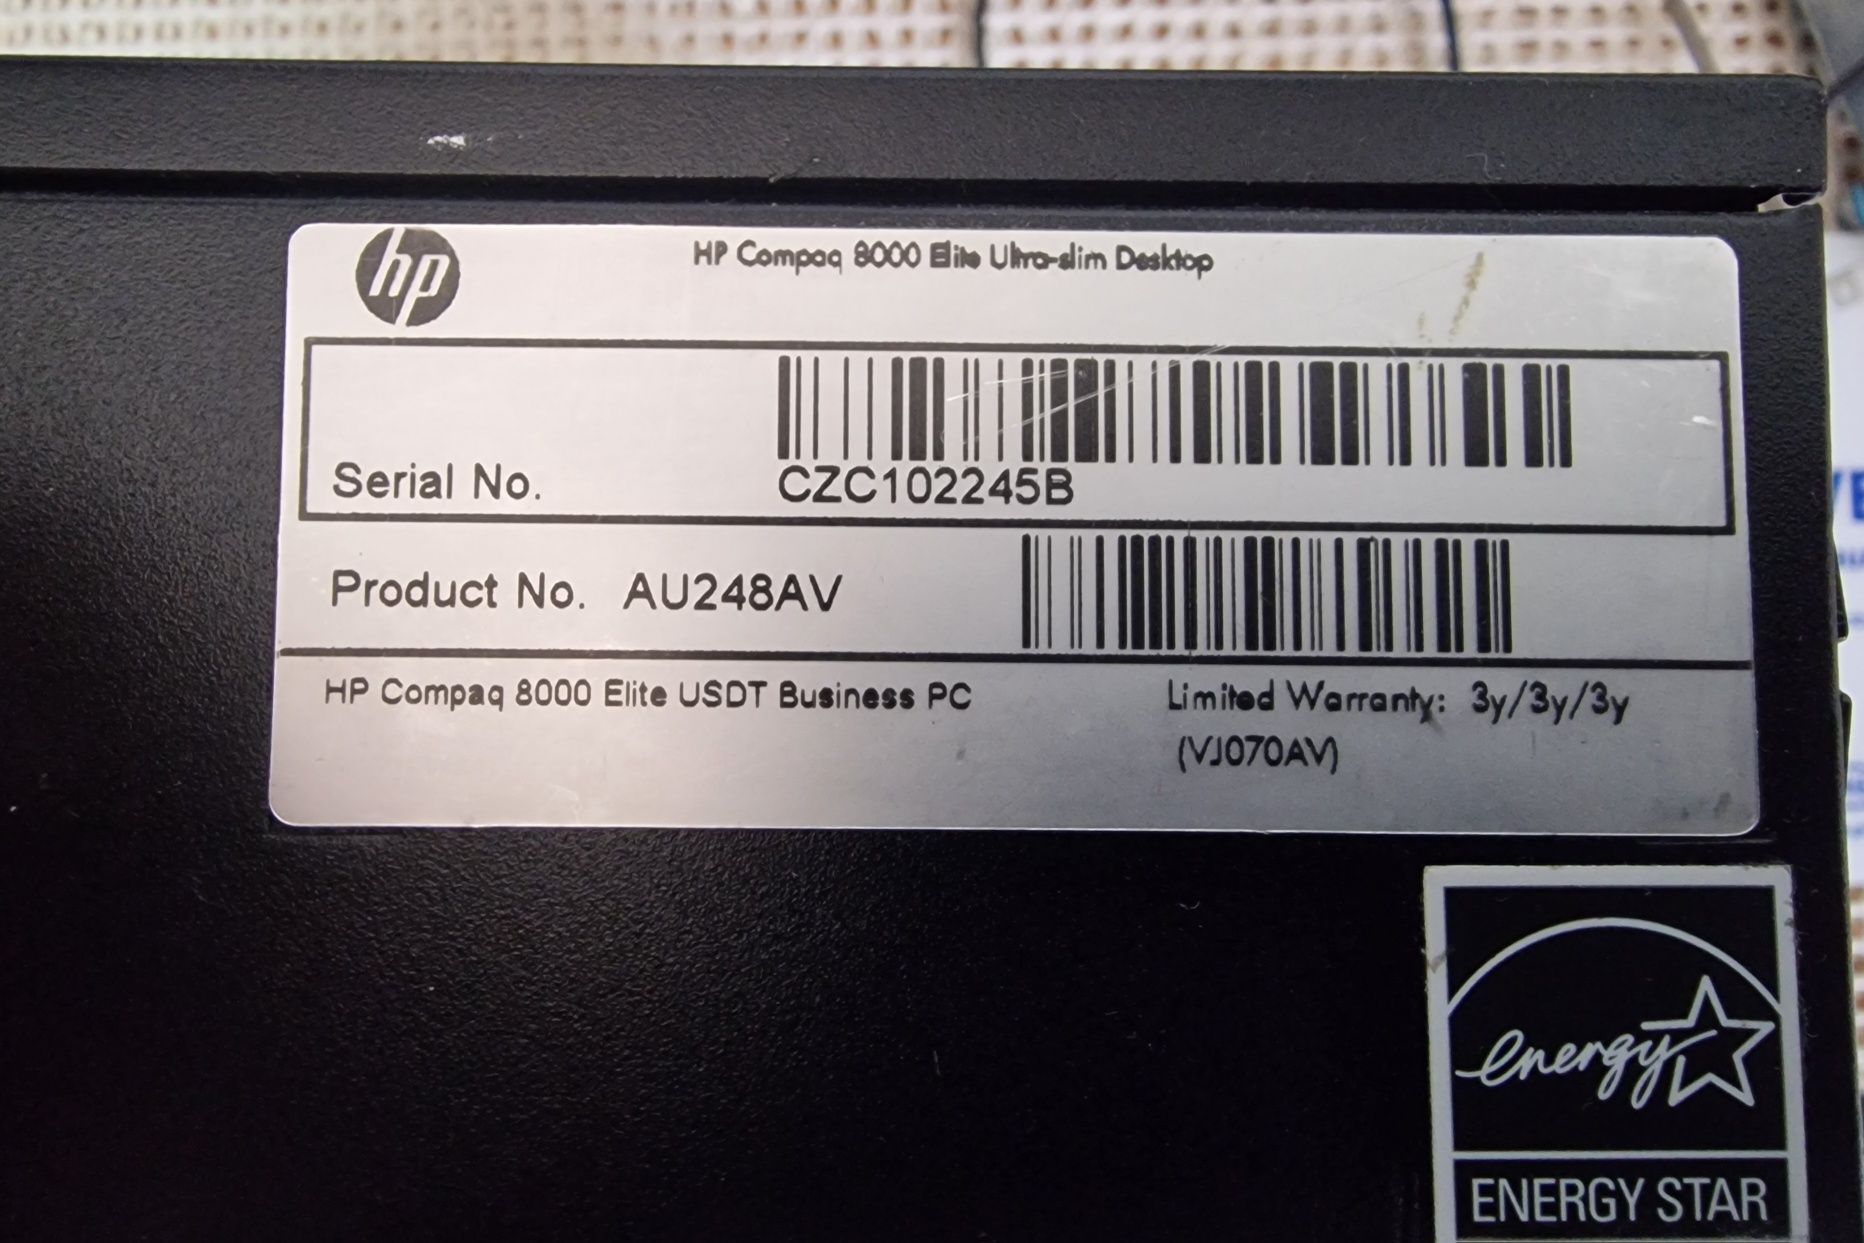 hp
HP Compaq 8000 Elite Ultra-slim Desktop
Serial No.
CZC102245B
Product No. AU248AV
HP Compaq 8000 Elite USDT Business PC
Limited Warranty: 3y/3y/3y
(VJ070AV)
energy
ENERGY STAR